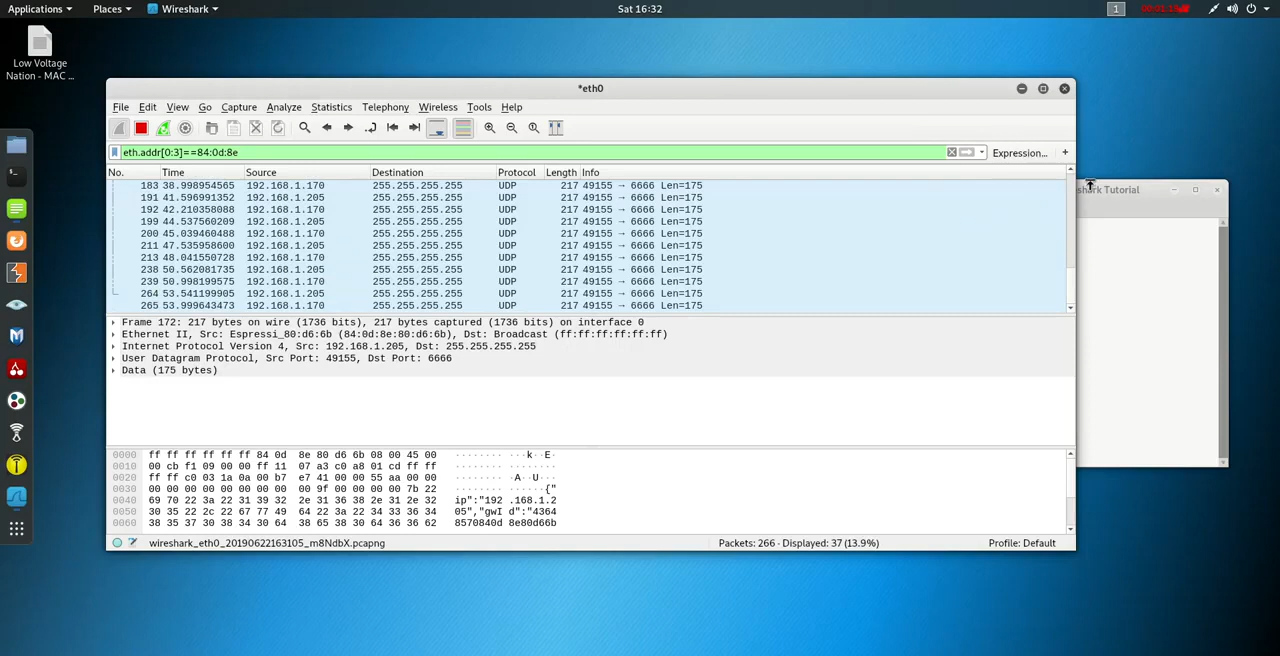 Applications Places Wireshark Sat 16:32 1
Low Voltage
Nation - MAC ...
*eth0
File Edit View Go Capture Analyze Statistics Telephony Wireless Tools Help
eth.addr[0:3]==84:0d:8e Expression... +
No. Time Source Destination Protocol Length Info
183 38.998954565 192.168.1.170 255.255.255.255 UDP 217 49155 → 6666 Len=175
191 41.596991352 192.168.1.205 255.255.255.255 UDP 217 49155 → 6666 Len=175
192 42.210358088 192.168.1.170 255.255.255.255 UDP 217 49155 → 6666 Len=175
199 44.537560209 192.168.1.205 255.255.255.255 UDP 217 49155 → 6666 Len=175
200 45.039460488 192.168.1.170 255.255.255.255 UDP 217 49155 → 6666 Len=175
211 47.535958600 192.168.1.205 255.255.255.255 UDP 217 49155 → 6666 Len=175
213 48.041550728 192.168.1.170 255.255.255.255 UDP 217 49155 → 6666 Len=175
238 50.562081735 192.168.1.205 255.255.255.255 UDP 217 49155 → 6666 Len=175
239 50.998199575 192.168.1.170 255.255.255.255 UDP 217 49155 → 6666 Len=175
264 53.541199905 192.168.1.205 255.255.255.255 UDP 217 49155 → 6666 Len=175
265 53.999643473 192.168.1.170 255.255.255.255 UDP 217 49155 → 6666 Len=175
shark Tutorial
Frame 172: 217 bytes on wire (1736 bits), 217 bytes captured (1736 bits) on interface 0
Ethernet II, Src: Espressi_80:d6:6b (84:0d:8e:80:d6:6b), Dst: Broadcast (ff:ff:ff:ff:ff:ff)
Internet Protocol Version 4, Src: 192.168.1.205, Dst: 255.255.255.255
User Datagram Protocol, Src Port: 49155, Dst Port: 6666
Data (175 bytes)
0000 ff ff ff ff ff ff 84 0d 8e 80 d6 6b 08 00 45 00 ········ ···k··E·
0010 00 cb f1 09 00 00 ff 11 07 a3 c0 a8 01 cd ff ff ········ ········
0020 ff ff c0 03 1a 0a 00 b7 e7 41 00 00 55 aa 00 00 ········ ·A··U···
0030 00 00 00 00 00 00 00 00 00 9f 00 00 00 00 7b 22 ········ ······{"
0040 69 70 22 3a 22 31 39 32 2e 31 36 38 2e 31 2e 32 ip":"192 .168.1.2
0050 30 35 22 2c 22 67 77 49 64 22 3a 22 34 33 36 34 05","gwI d":"4364
0060 38 35 37 30 38 34 30 64 38 65 38 30 64 36 36 62 8570840d 8e80d66b
wireshark_eth0_20190622163105_m8NdbX.pcapng Packets: 266 · Displayed: 37 (13.9%) Profile: Default